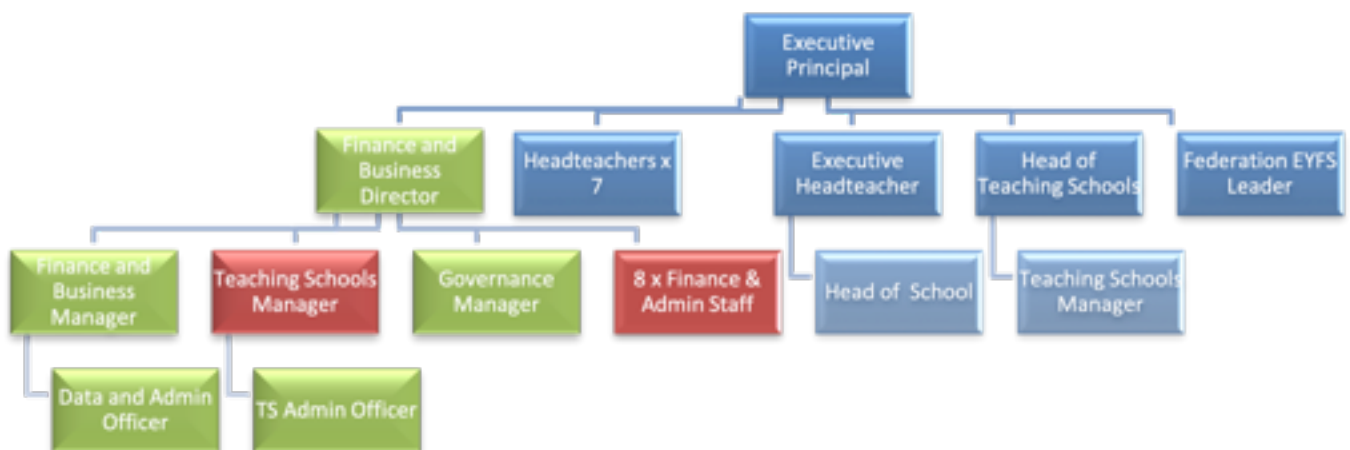 Executive
Principal
Finance and
Business
Director
Headteachers x
7
Executive
Headteacher
Head of
Teaching Schools
Federation EYFS
Leader
Finance and
Business
Manager
Teaching Schools
Manager
Governance
Manager
8 x Finance &
Admin Staff
Head of School
Teaching Schools
Manager
Data and Admin
Officer
TS Admin Officer